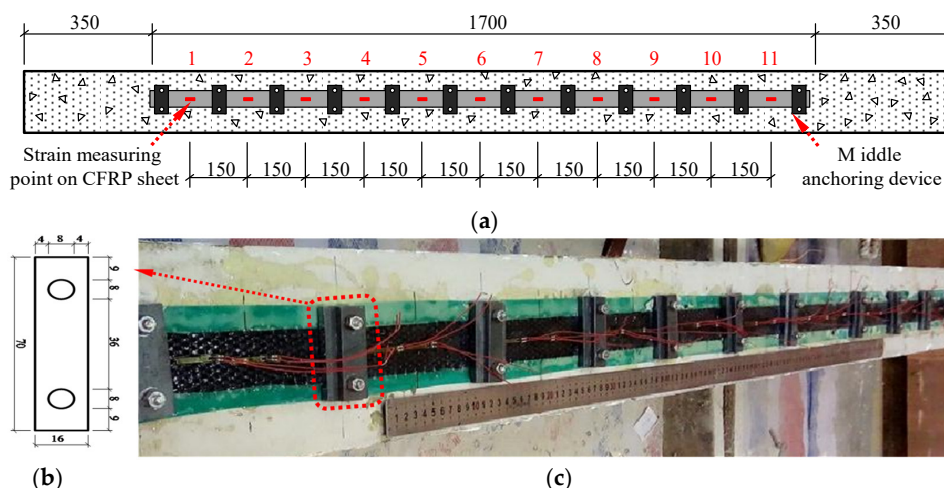 (a)
350 1700 350
1 2 3 4 5 6 7 8 9 10 11
Strain measuring
point on CFRP sheet
150 150 150 150 150 150 150 150 150 150
M iddle
anchoring device
(a)
(b)
4 8 4
9
8
70
36
8
9
16
(b)
(c)